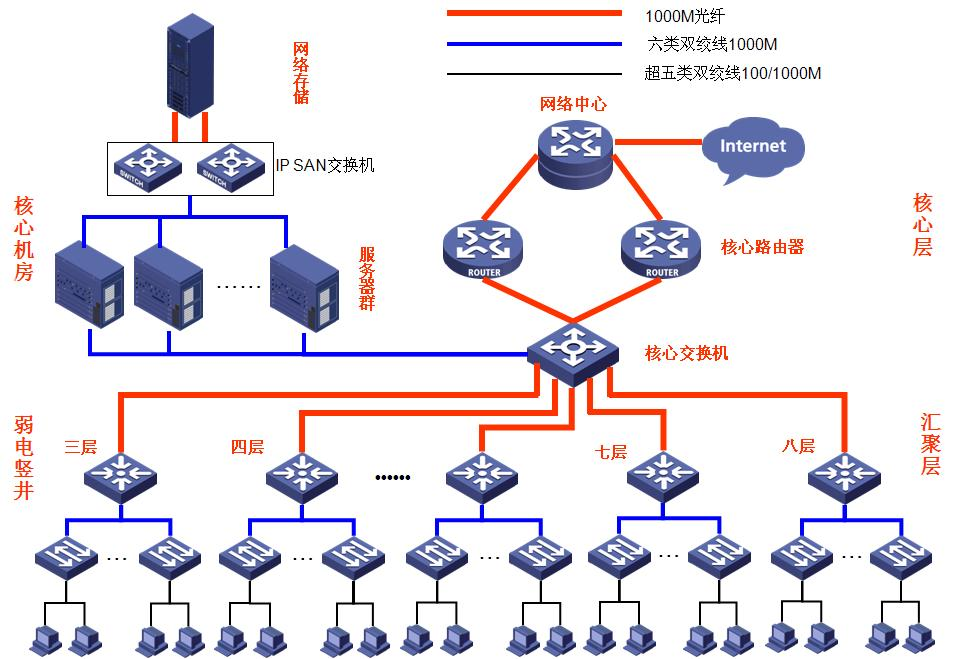 1000M光纤
六类双绞线1000M
超五类双绞线100/1000M
网络存储
网络中心
Internet
SWITCH
SWITCH
IP SAN交换机
核心机房
核心层
服务器群
ROUTER
ROUTER
核心路由器
······
核心交换机
弱电竖井
汇聚层
三层
四层
······
七层
八层
···
···
···
···
···